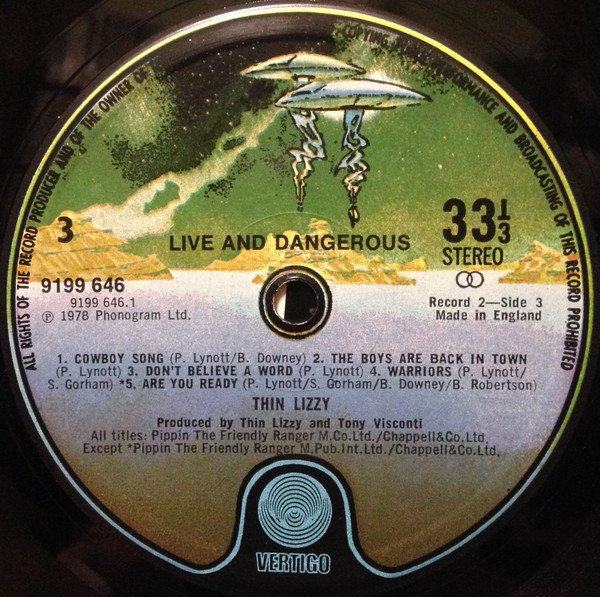 ALL RIGHTS OF THE RECORD PRODUCER AND OF THE OWNER OF
COPYING PUBLIC PERFORMANCE AND BROADCASTING OF THIS RECORD PROHIBITED
3
LIVE AND DANGEROUS
33 1/3
STEREO
9199 646
9199 646.1
℗ 1978 Phonogram Ltd.
Record 2—Side 3
Made in England
1. COWBOY SONG (P. Lynott/B. Downey) 2. THE BOYS ARE BACK IN TOWN
(P. Lynott) 3. DON'T BELIEVE A WORD (P. Lynott) 4. WARRIORS (P. Lynott/
S. Gorham) *5. ARE YOU READY (P. Lynott/S. Gorham/B. Downey/B. Robertson)
THIN LIZZY
Produced by Thin Lizzy and Tony Visconti
All titles: Pippin The Friendly Ranger M.Co.Ltd./Chappell&Co.Ltd.
Except *Pippin The Friendly Ranger M.Pub.Int.Ltd./Chappell&Co.Ltd.
VERTIGO